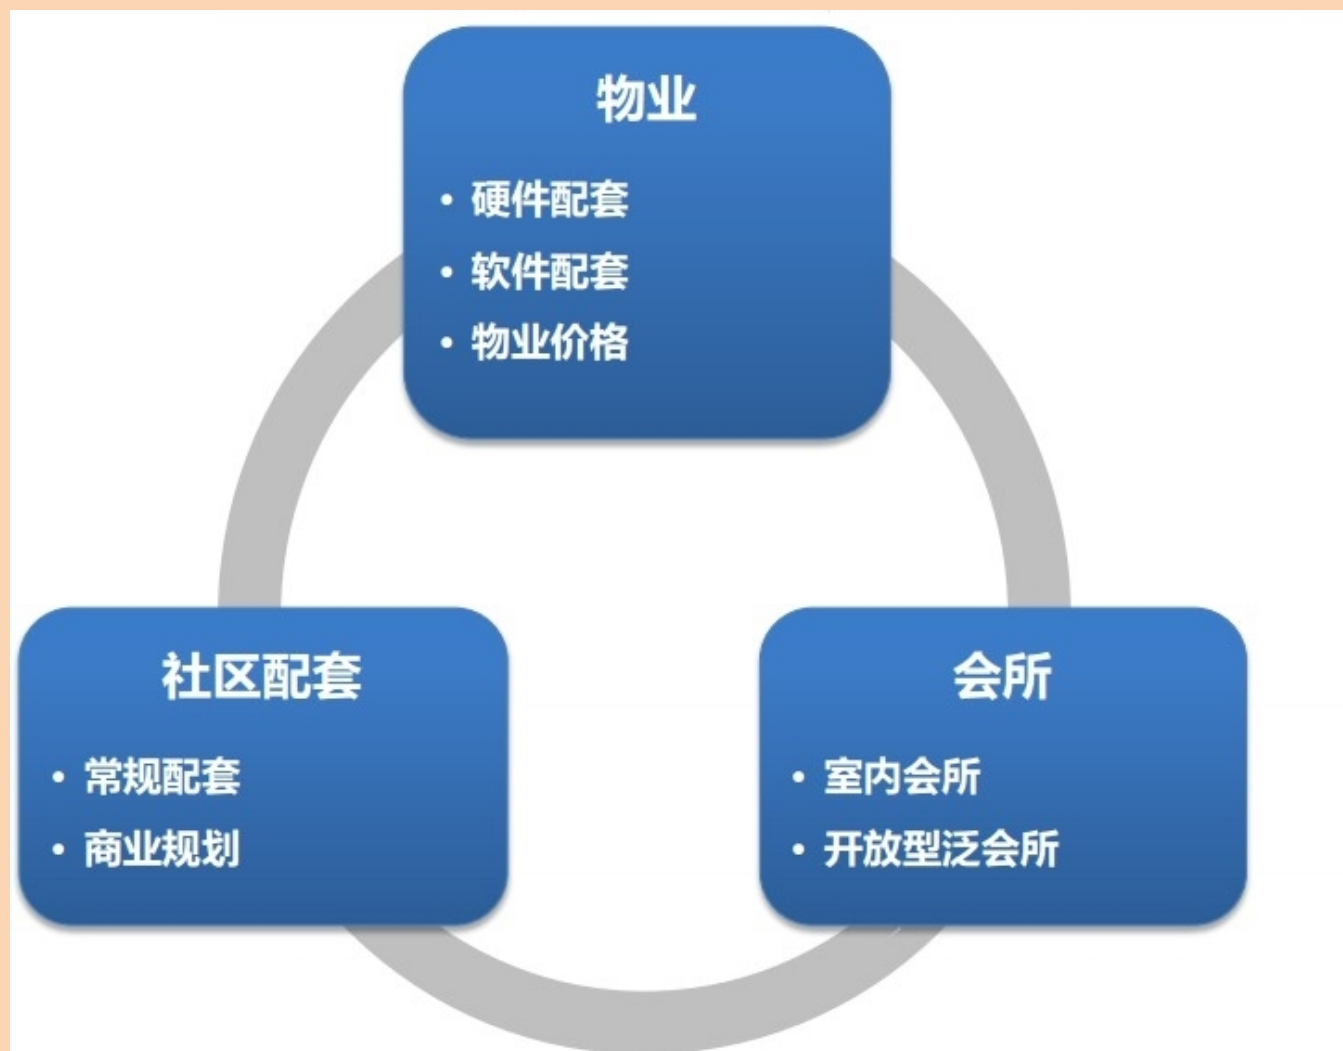 物业
• 硬件配套
• 软件配套
• 物业价格
社区配套
• 常规配套
• 商业规划
会所
• 室内会所
• 开放型泛会所